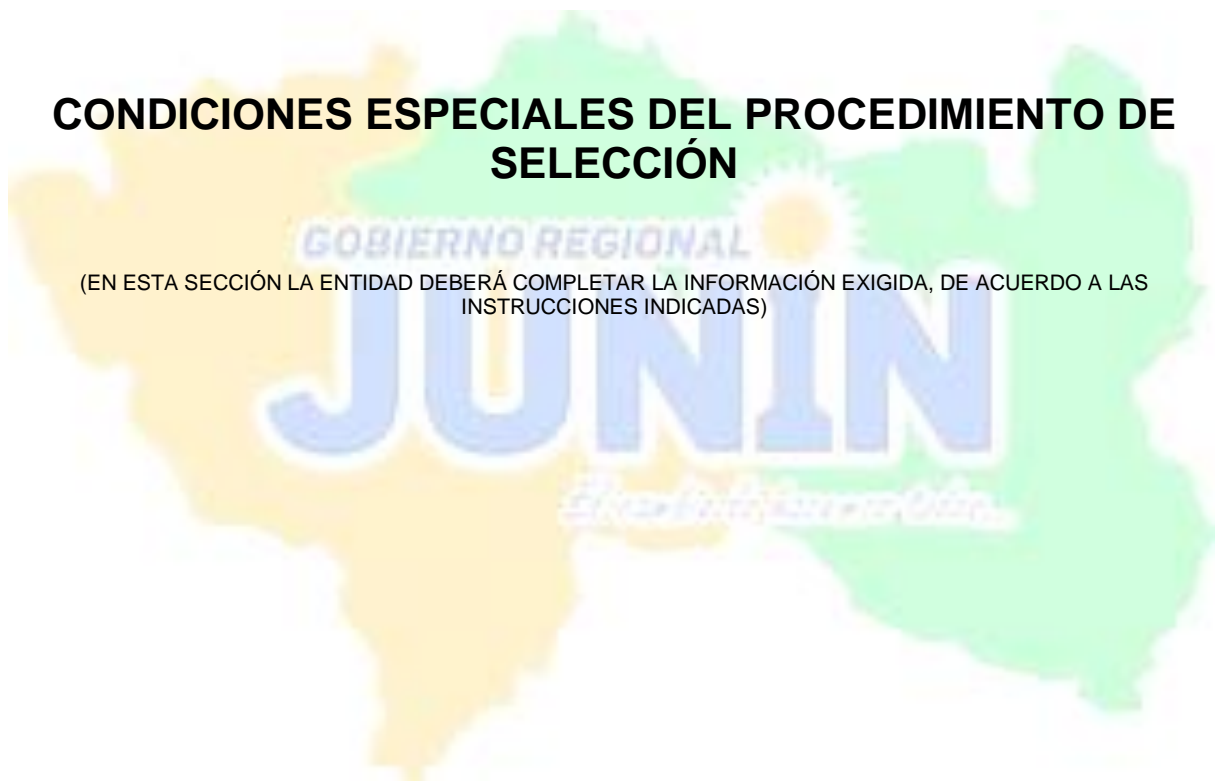 CONDICIONES ESPECIALES DEL PROCEDIMIENTO DE
SELECCIÓN
GOBIERNO REGIONAL
(EN ESTA SECCIÓN LA ENTIDAD DEBERÁ COMPLETAR LA INFORMACIÓN EXIGIDA, DE ACUERDO A LAS
INSTRUCCIONES INDICADAS)
JUNÍN